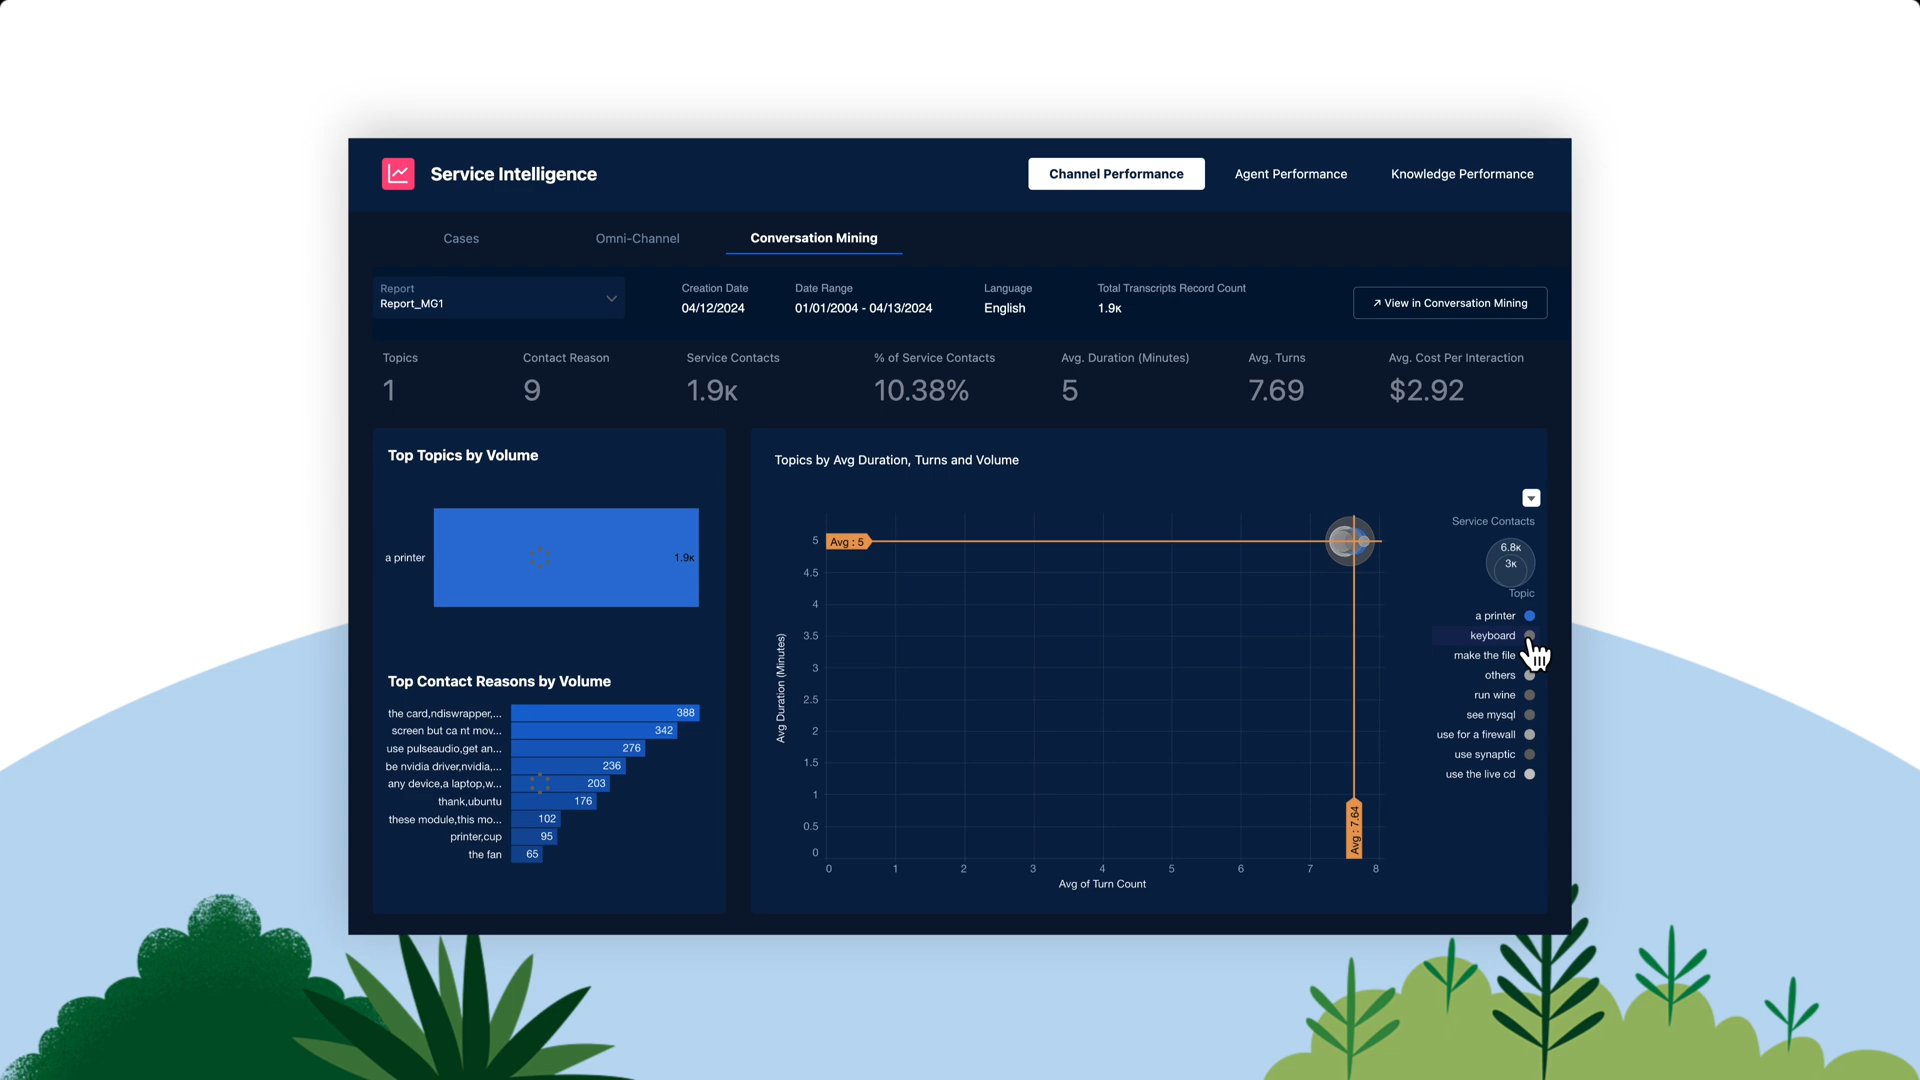 Service Intelligence
Channel Performance
Agent Performance
Knowledge Performance
Cases
Omni-Channel
Conversation Mining
Report
Report_MG1
Creation Date
04/12/2024
Date Range
01/01/2004 - 04/13/2024
Language
English
Total Transcripts Record Count
1.9K
View in Conversation Mining
Topics
1
Contact Reason
9
Service Contacts
1.9K
% of Service Contacts
10.38%
Avg. Duration (Minutes)
5
Avg. Turns
7.69
Avg. Cost Per Interaction
$2.92
Top Topics by Volume
a printer
1.9K
Top Contact Reasons by Volume
the card,ndiswrapper,... 388
screen but ca nt mov... 342
use pulseaudio,get an... 276
be nvidia driver,nvidia,... 236
any device,a laptop,w... 203
thank,ubuntu 176
these module,this mo... 102
printer,cup 95
the fan 65
Topics by Avg Duration, Turns and Volume
Avg Duration (Minutes)
5
4.5
4
3.5
3
2.5
2
1.5
1
0.5
0
Avg : 5
Avg : 7.64
0 1 2 3 4 5 6 7 8
Avg of Turn Count
Service Contacts
6.8K
3K
Topic
a printer
keyboard
make the file
others
run wine
see mysql
use for a firewall
use synaptic
use the live cd